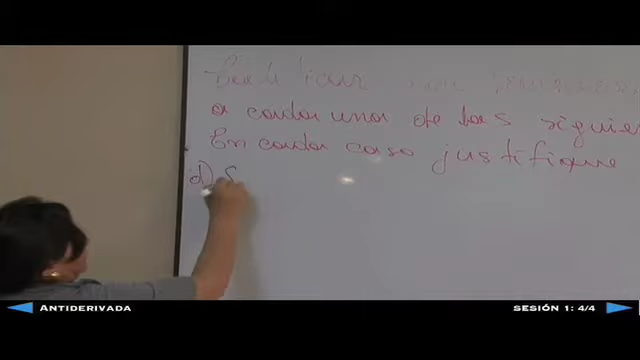 a cada una de las siguien
En cada caso justifique
d) S
ANTIDERIVADA
SESIÓN 1: 4/4